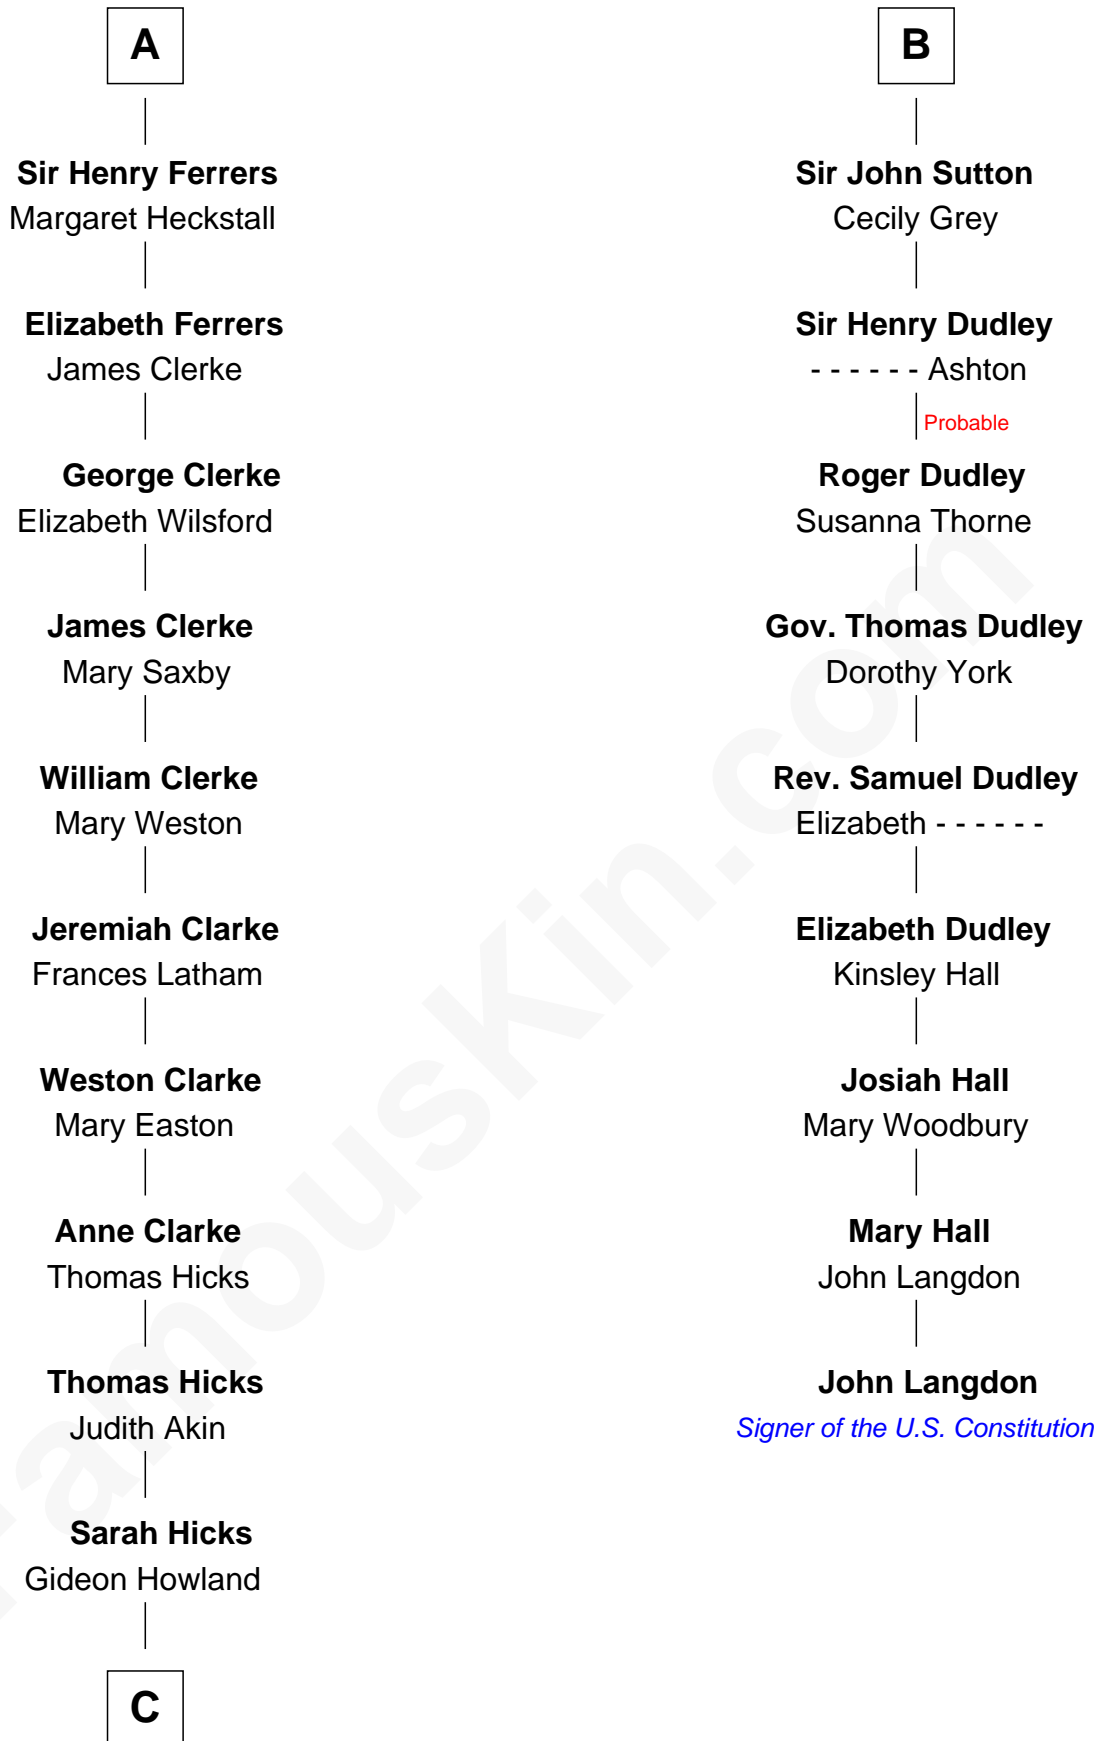 A
Sir Henry Ferrers
Margaret Heckstall
Elizabeth Ferrers
James Clerke
George Clerke
Elizabeth Wilsford
James Clerke
Mary Saxby
William Clerke
Mary Weston
Jeremiah Clarke
Frances Latham
Weston Clarke
Mary Easton
Anne Clarke
Thomas Hicks
Thomas Hicks
Judith Akin
Sarah Hicks
Gideon Howland
C
B
Sir John Sutton
Cecily Grey
Sir Henry Dudley
- - - - - - Ashton
Probable
Roger Dudley
Susanna Thorne
Gov. Thomas Dudley
Dorothy York
Rev. Samuel Dudley
Elizabeth - - - - - -
Elizabeth Dudley
Kinsley Hall
Josiah Hall
Mary Woodbury
Mary Hall
John Langdon
John Langdon
Signer of the U.S. Constitution
FamousKin.com